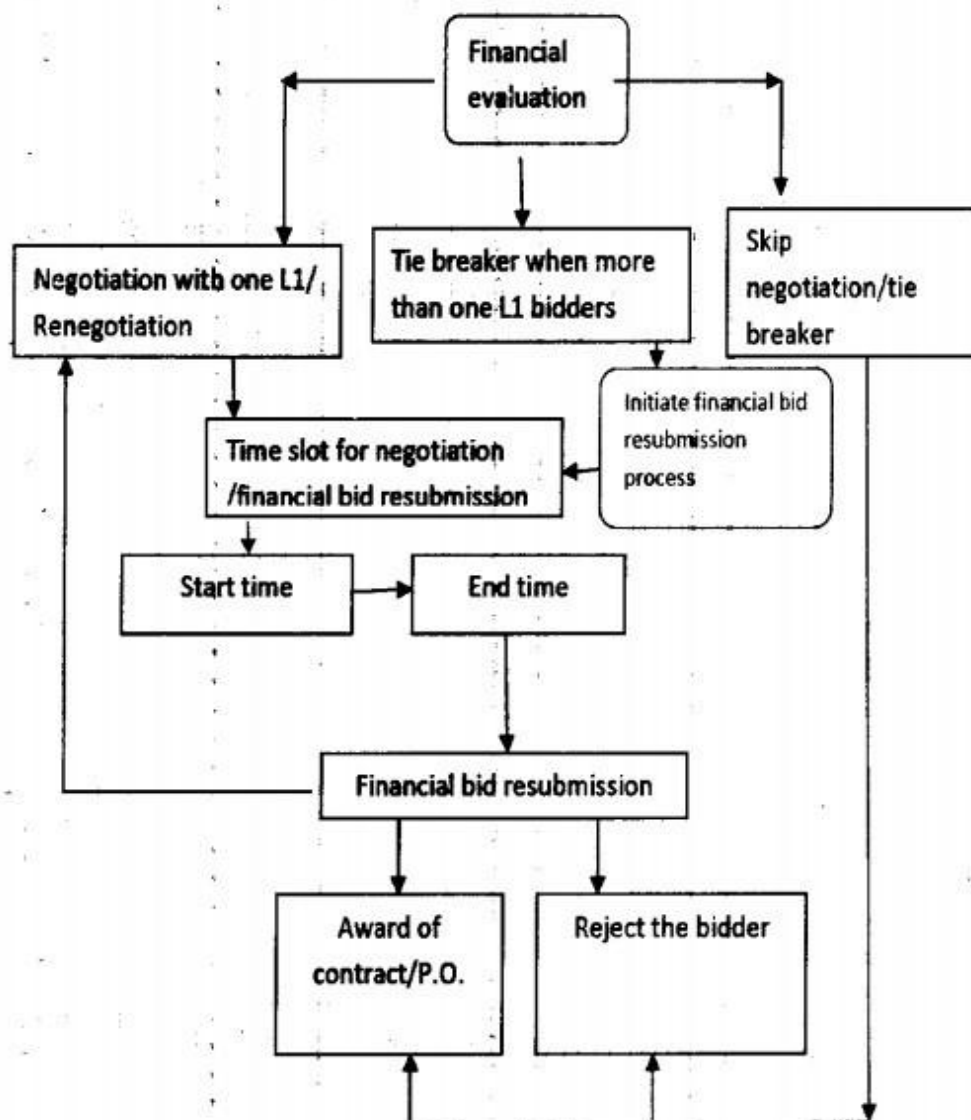 Financial
evaluation
Negotiation with one L1/
Renegotiation
Tie breaker when more
than one L1 bidders
Skip
negotiation/tie
breaker
Initiate financial bid
resubmission
process
Time slot for negotiation
/financial bid resubmission
Start time
End time
Financial bid resubmission
Award of
contract/P.O.
Reject the bidder